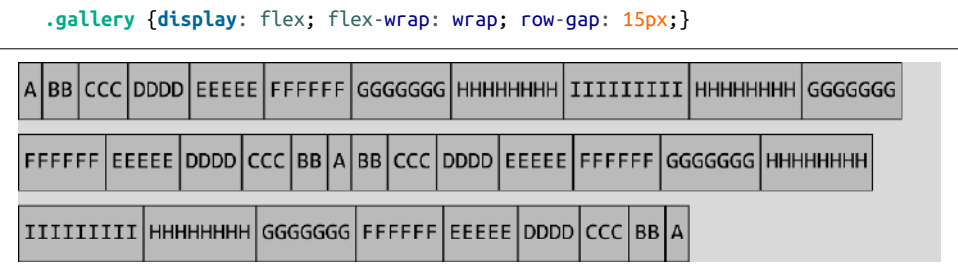 .gallery {display: flex; flex-wrap: wrap; row-gap: 15px;}
A BB CCC DDDD EEEEE FFFFFF GGGGGGG HHHHHHHH IIIIIIIII HHHHHHHH GGGGGGG
FFFFFF EEEEE DDDD CCC BB A BB CCC DDDD EEEEE FFFFFF GGGGGGG HHHHHHHH
IIIIIIIII HHHHHHHH GGGGGGG FFFFFF EEEEE DDDD CCC BB A